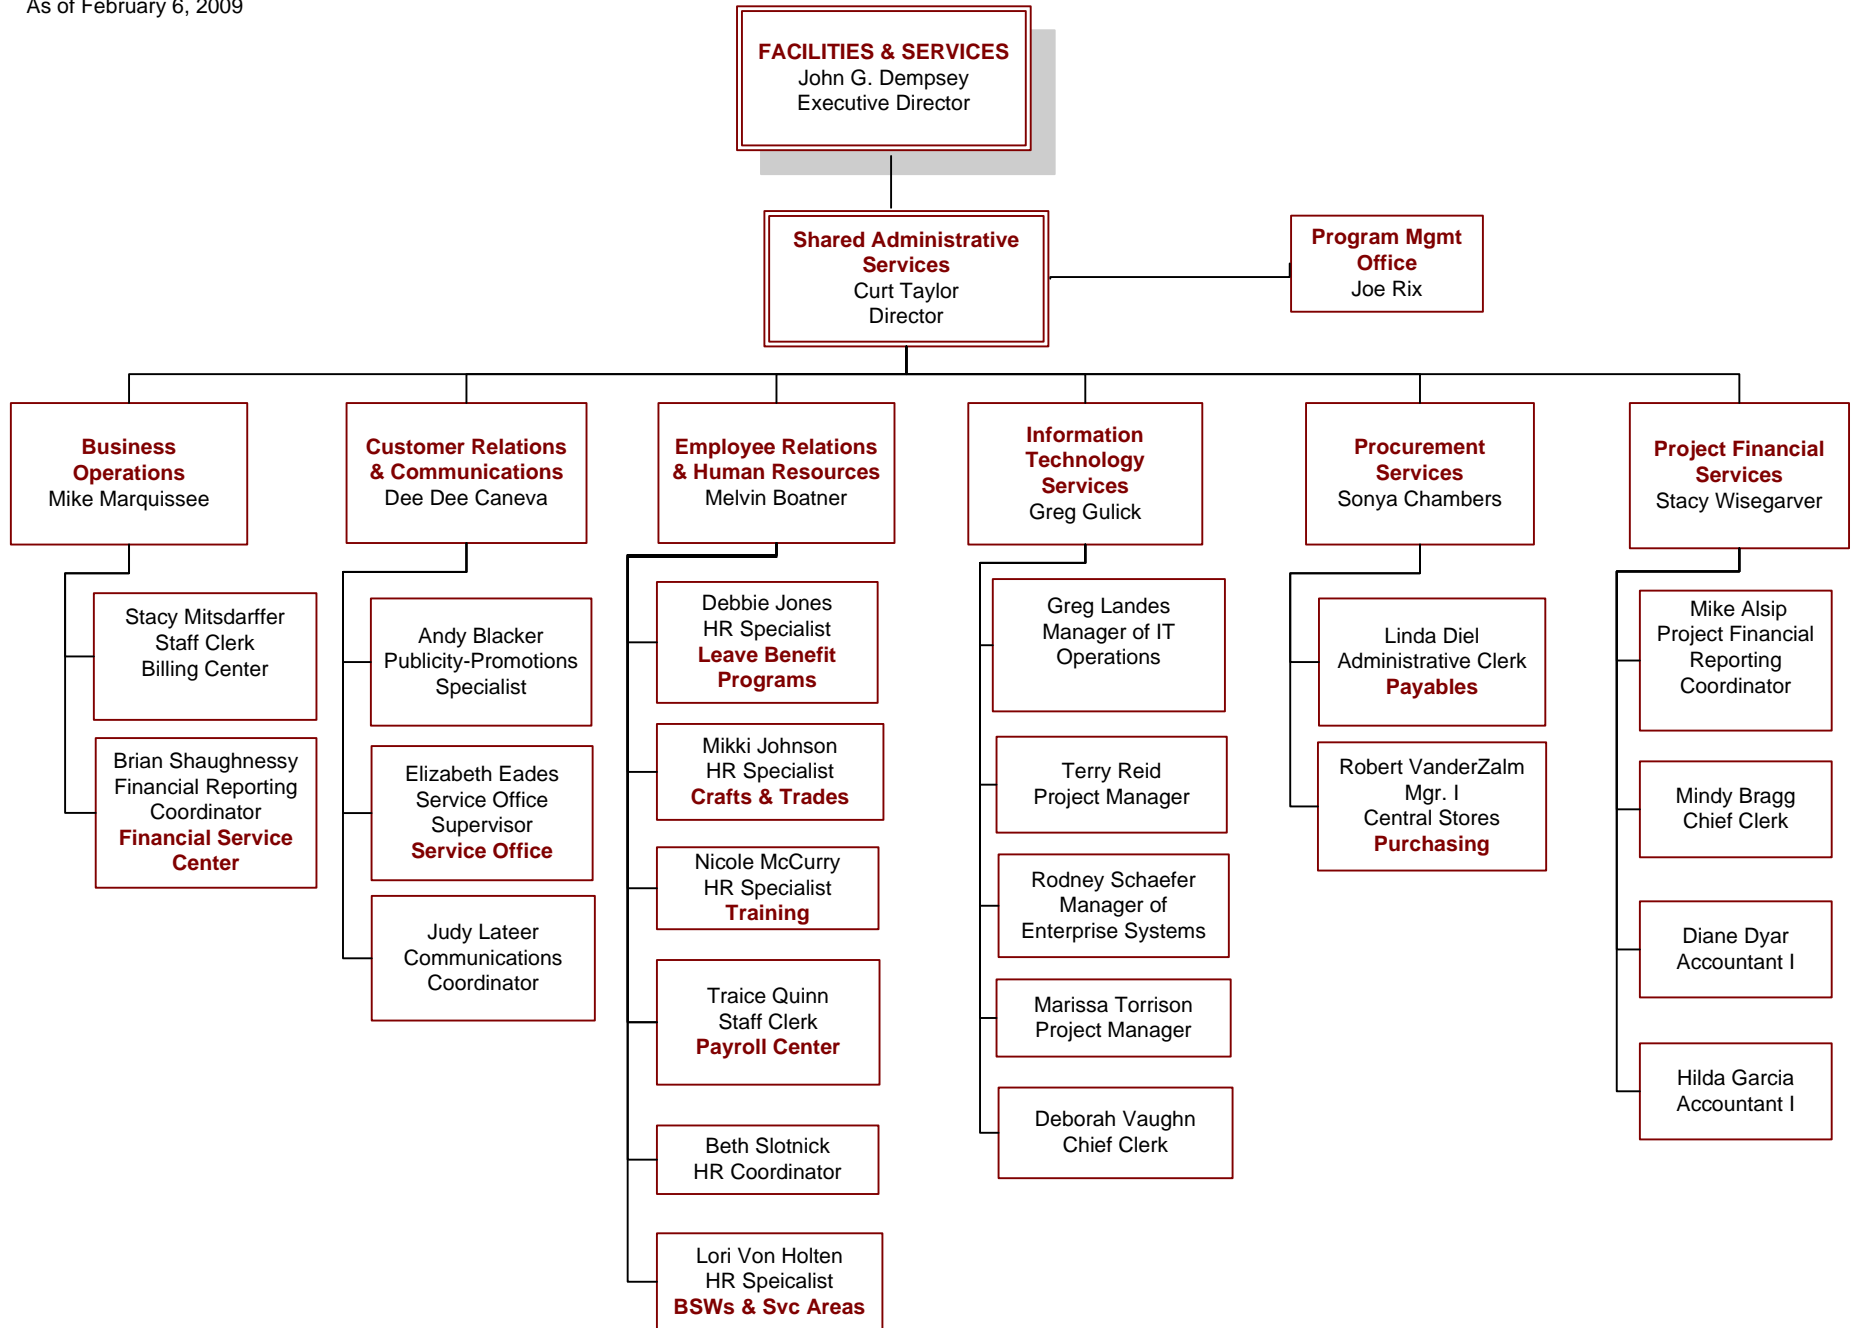 As of February 6, 2009
FACILITIES & SERVICES
John G. Dempsey
Executive Director
Shared Administrative
Services
Curt Taylor
Director
Program Mgmt
Office
Joe Rix
Business
Operations
Mike Marquissee
Customer Relations
& Communications
Dee Dee Caneva
Employee Relations
& Human Resources
Melvin Boatner
Information
Technology
Services
Greg Gulick
Procurement
Services
Sonya Chambers
Project Financial
Services
Stacy Wisegarver
Stacy Mitsdarffer
Staff Clerk
Billing Center
Brian Shaughnessy
Financial Reporting
Coordinator
Financial Service
Center
Andy Blacker
Publicity-Promotions
Specialist
Elizabeth Eades
Service Office
Supervisor
Service Office
Judy Lateer
Communications
Coordinator
Debbie Jones
HR Specialist
Leave Benefit
Programs
Mikki Johnson
HR Specialist
Crafts & Trades
Nicole McCurry
HR Specialist
Training
Traice Quinn
Staff Clerk
Payroll Center
Beth Slotnick
HR Coordinator
Lori Von Holten
HR Speicalist
BSWs & Svc Areas
Greg Landes
Manager of IT
Operations
Terry Reid
Project Manager
Rodney Schaefer
Manager of
Enterprise Systems
Marissa Torrison
Project Manager
Deborah Vaughn
Chief Clerk
Linda Diel
Administrative Clerk
Payables
Robert VanderZalm
Mgr. I
Central Stores
Purchasing
Mike Alsip
Project Financial
Reporting
Coordinator
Mindy Bragg
Chief Clerk
Diane Dyar
Accountant I
Hilda Garcia
Accountant I